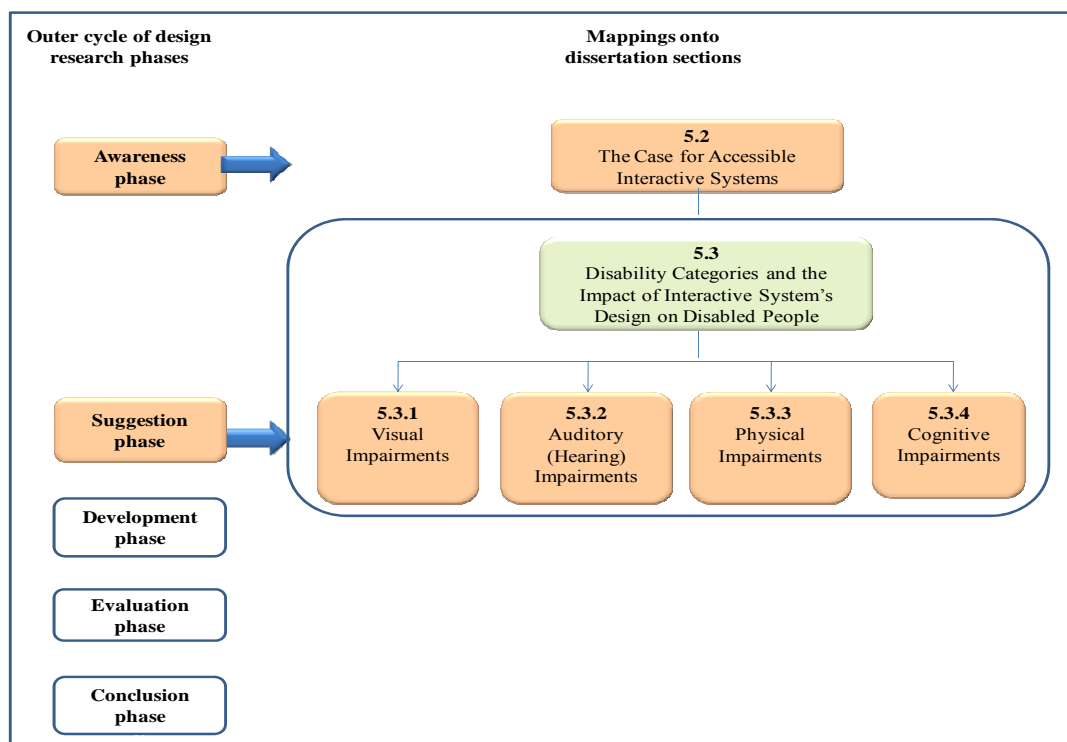 Outer cycle of design
research phases
Mappings onto
dissertation sections
Awareness
phase
5.2
The Case for Accessible
Interactive Systems
5.3
Disability Categories and the
Impact of Interactive System's
Design on Disabled People
Suggestion
phase
5.3.1
Visual
Impairments
5.3.2
Auditory
(Hearing)
Impairments
5.3.3
Physical
Impairments
5.3.4
Cognitive
Impairments
Development
phase
Evaluation
phase
Conclusion
phase